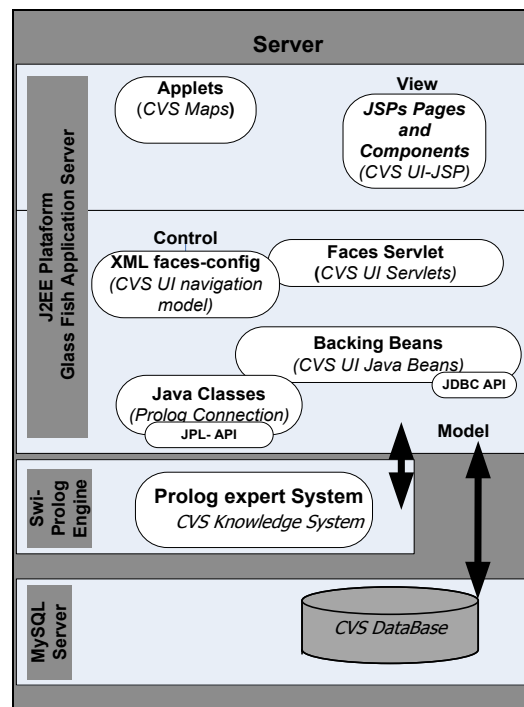 Server
J2EE Plataform
Glass Fish Application Server
Applets
(CVS Maps)
View
JSPs Pages
and
Components
(CVS UI-JSP)
Control
XML faces-config
(CVS UI navigation
model)
Faces Servlet
(CVS UI Servlets)
Backing Beans
(CVS UI Java Beans)
JDBC API
Java Classes
(Prolog Connection)
JPL- API
Model
Swi-
Prolog
Engine
Prolog expert System
CVS Knowledge System
MySQL
Server
CVS DataBase